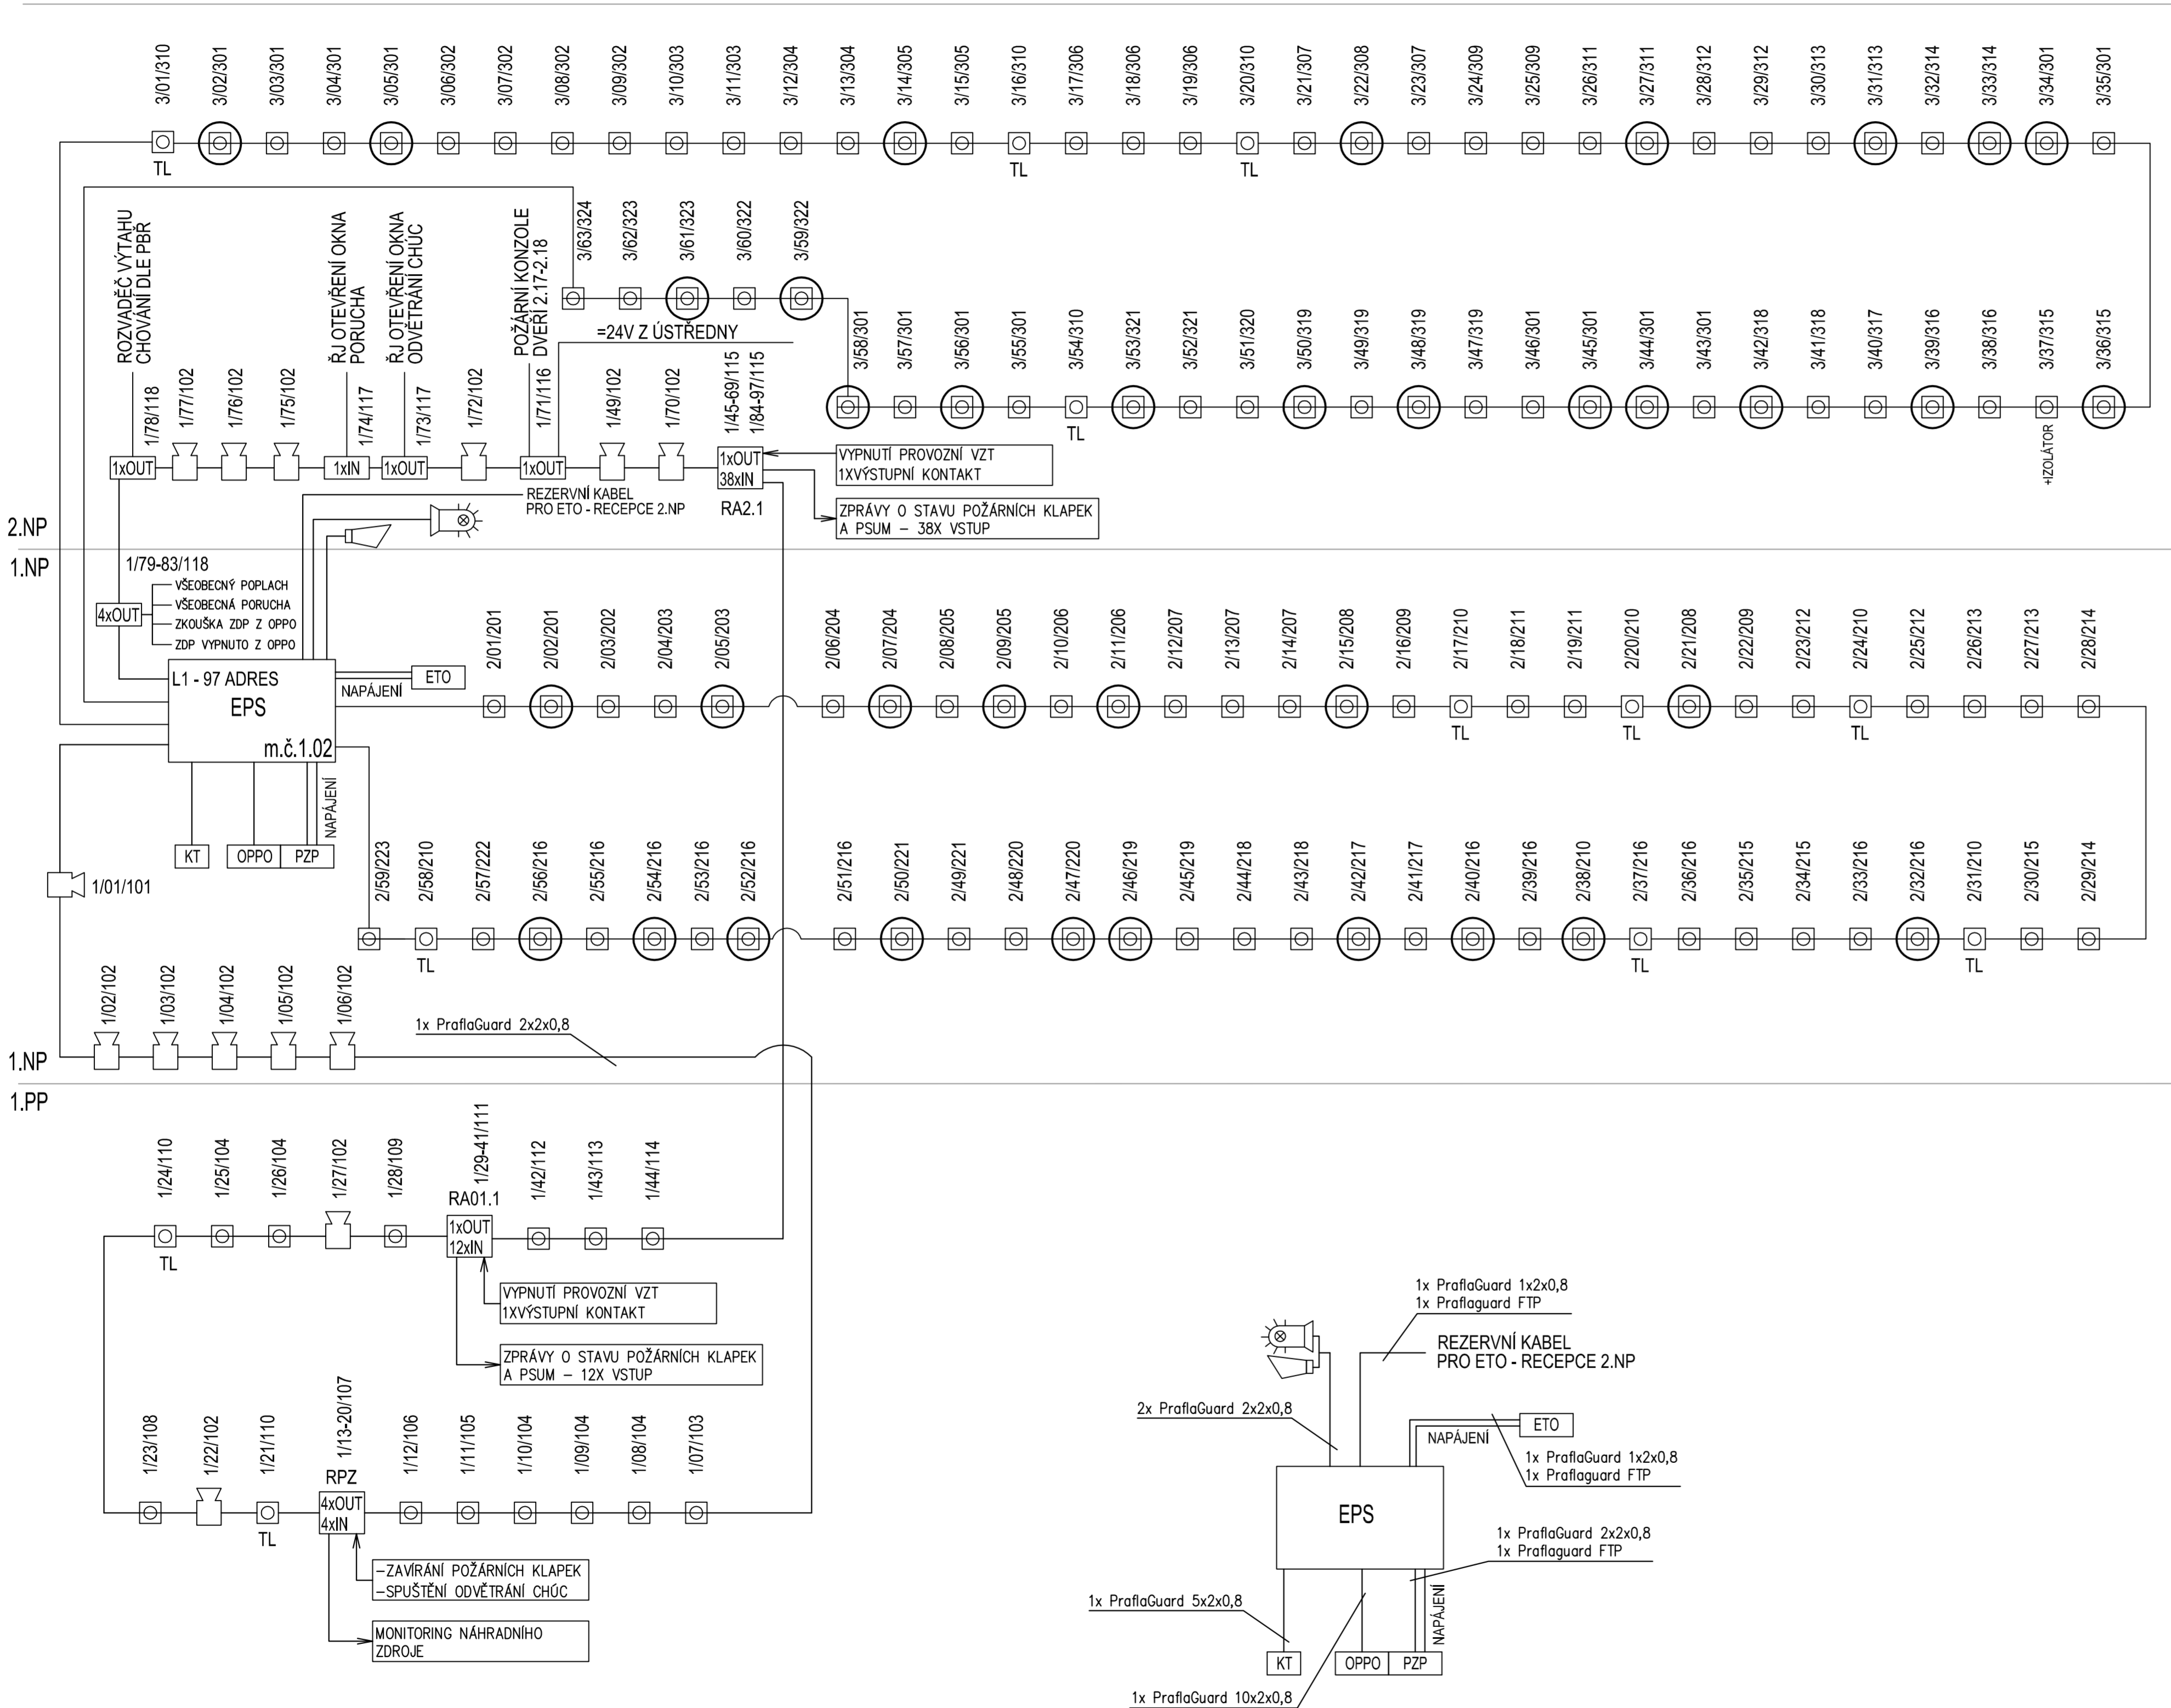 3/01/310
3/02/301
3/03/301
3/04/301
3/05/301
3/06/302
3/07/302
3/08/302
3/09/302
3/10/303
3/11/303
3/12/304
3/13/304
3/14/305
3/15/305
3/16/310
3/17/306
3/18/306
3/19/306
3/20/310
3/21/307
3/22/308
3/23/307
3/24/309
3/25/309
3/26/311
3/27/311
3/28/312
3/29/312
3/30/313
3/31/313
3/32/314
3/33/314
3/34/301
3/35/301
TL
TL
TL
ROZVADĚČ VÝTAHU
CHOVÁNÍ DLE PBŘ
ŘJ OTEVŘENÍ OKNA
PORUCHA
ŘJ OTEVŘENÍ OKNA
ODVĚTRÁNÍ CHÚC
POŽÁRNÍ KONZOLE
DVEŘÍ 2.17-2.18
3/63/324
3/62/323
3/61/323
3/60/322
3/59/322
=24V Z ÚSTŘEDNY
3/58/301
3/57/301
3/56/301
3/55/301
3/54/310
3/53/321
3/52/321
3/51/320
3/50/319
3/49/319
3/48/319
3/47/319
3/46/301
3/45/301
3/44/301
3/43/301
3/42/318
3/41/318
3/40/317
3/39/316
3/38/316
3/37/315
3/36/315
TL
+IZOLÁTOR
1/78/118
1/77/102
1/76/102
1/75/102
1/74/117
1/73/117
1/72/102
1/71/116
1/49/102
1/70/102
1/45-69/115
1/84-97/115
1xOUT
1xIN
1xOUT
1xOUT
1xOUT
38xIN
RA2.1
VYPNUTÍ PROVOZNÍ VZT
1XVÝSTUPNÍ KONTAKT
ZPRÁVY O STAVU POŽÁRNÍCH KLAPEK
A PSUM – 38X VSTUP
REZERVNÍ KABEL
PRO ETO - RECEPCE 2.NP
2.NP
1.NP
1/79-83/118
4xOUT
VŠEOBECNÝ POPLACH
VŠEOBECNÁ PORUCHA
ZKOUŠKA ZDP Z OPPO
ZDP VYPNUTO Z OPPO
L1 - 97 ADRES
EPS
m.č.1.02
NAPÁJENÍ
ETO
2/01/201
2/02/201
2/03/202
2/04/203
2/05/203
2/06/204
2/07/204
2/08/205
2/09/205
2/10/206
2/11/206
2/12/207
2/13/207
2/14/207
2/15/208
2/16/209
2/17/210
2/18/211
2/19/211
2/20/210
2/21/208
2/22/209
2/23/212
2/24/210
2/25/212
2/26/213
2/27/213
2/28/214
TL
TL
TL
KT
OPPO
PZP
NAPÁJENÍ
1/01/101
2/59/223
2/58/210
2/57/222
2/56/216
2/55/216
2/54/216
2/53/216
2/52/216
2/51/216
2/50/221
2/49/221
2/48/220
2/47/220
2/46/219
2/45/219
2/44/218
2/43/218
2/42/217
2/41/217
2/40/216
2/39/216
2/38/210
2/37/216
2/36/216
2/35/215
2/34/215
2/33/216
2/32/216
2/31/210
2/30/215
2/29/214
TL
TL
TL
1/02/102
1/03/102
1/04/102
1/05/102
1/06/102
1x PraflaGuard 2x2x0,8
1.NP
1.PP
1/24/110
1/25/104
1/26/104
1/27/102
1/28/109
1/29-41/111
1/42/112
1/43/113
1/44/114
TL
RA01.1
1xOUT
12xIN
VYPNUTÍ PROVOZNÍ VZT
1XVÝSTUPNÍ KONTAKT
ZPRÁVY O STAVU POŽÁRNÍCH KLAPEK
A PSUM – 12X VSTUP
1/23/108
1/22/102
1/21/110
1/13-20/107
1/12/106
1/11/105
1/10/104
1/09/104
1/08/104
1/07/103
TL
RPZ
4xOUT
4xIN
–ZAVÍRÁNÍ POŽÁRNÍCH KLAPEK
–SPUŠTĚNÍ ODVĚTRÁNÍ CHÚC
MONITORING NÁHRADNÍHO
ZDROJE
1x PraflaGuard 1x2x0,8
1x Praflaguard FTP
REZERVNÍ KABEL
PRO ETO - RECEPCE 2.NP
2x PraflaGuard 2x2x0,8
NAPÁJENÍ
ETO
1x PraflaGuard 1x2x0,8
1x Praflaguard FTP
EPS
1x PraflaGuard 2x2x0,8
1x Praflaguard FTP
1x PraflaGuard 5x2x0,8
NAPÁJENÍ
KT
OPPO
PZP
1x PraflaGuard 10x2x0,8